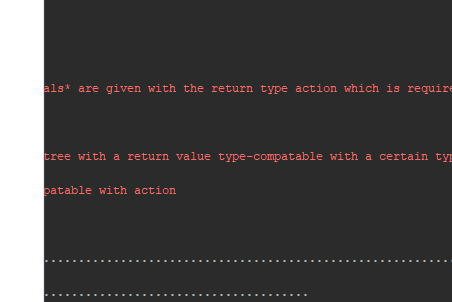 als* are given with the return type action which is require
tree with a return value type-compatable with a certain typ
patable with action
................................................................
......................................